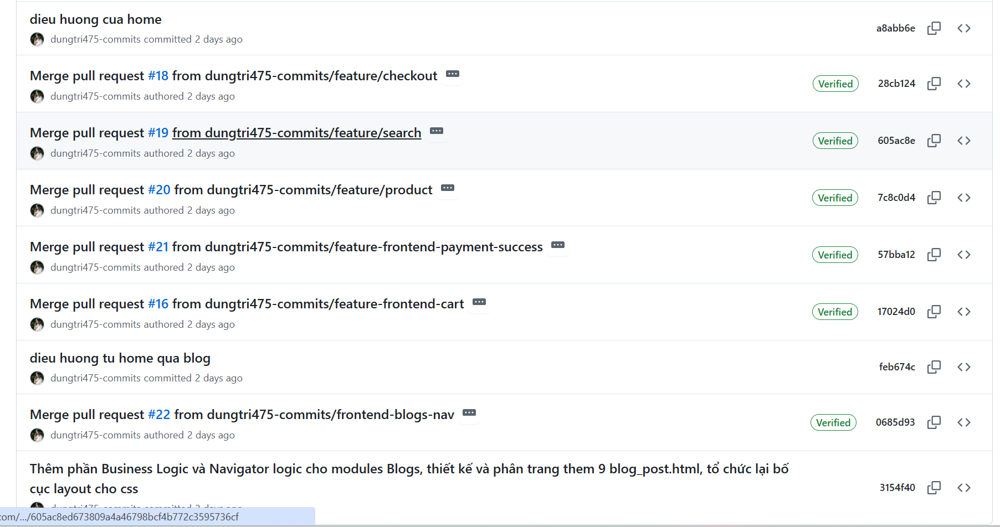 dieu huong cua home
a8abb6e
dungtri475-commits committed 2 days ago
Merge pull request #18 from dungtri475-commits/feature/checkout
Verified
28cb124
dungtri475-commits authored 2 days ago
Merge pull request #19 from dungtri475-commits/feature/search
Verified
605ac8e
dungtri475-commits authored 2 days ago
Merge pull request #20 from dungtri475-commits/feature/product
Verified
7c8c0d4
dungtri475-commits authored 2 days ago
Merge pull request #21 from dungtri475-commits/feature-frontend-payment-success
Verified
57bba12
dungtri475-commits authored 2 days ago
Merge pull request #16 from dungtri475-commits/feature-frontend-cart
Verified
17024d0
dungtri475-commits authored 2 days ago
dieu huong tu home qua blog
feb674c
dungtri475-commits committed 2 days ago
Merge pull request #22 from dungtri475-commits/frontend-blogs-nav
Verified
0685d93
dungtri475-commits authored 2 days ago
Thêm phần Business Logic và Navigator logic cho modules Blogs, thiết kế và phân trang them 9 blog_post.html, tổ chức lại bố
cục layout cho css
3154f40
dungtri475-commits committed 2 days ago
com/.../605ac8ed673809a4a46798bcf4b772c3595736cf